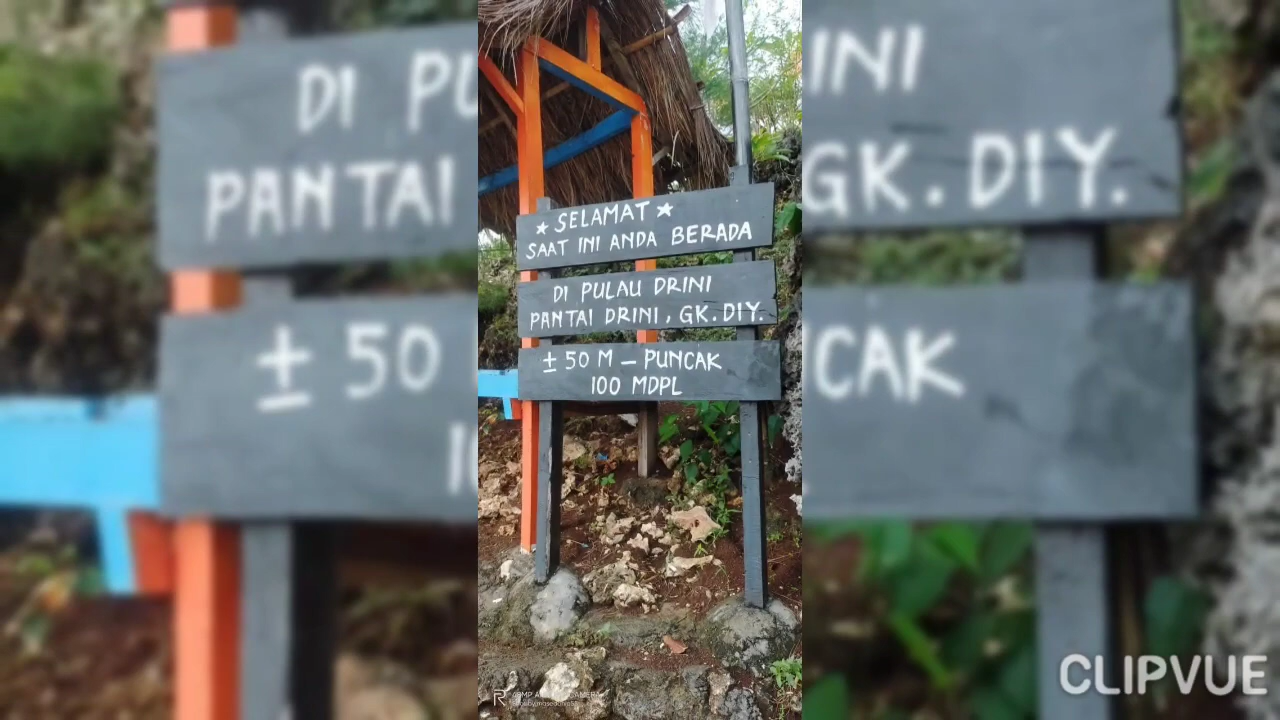 ★ SELAMAT ★
SAAT INI ANDA BERADA
DI PULAU DRINI
PANTAI DRINI, GK. DIY.
± 50 M — PUNCAK
100 MDPL
CLIPVUE